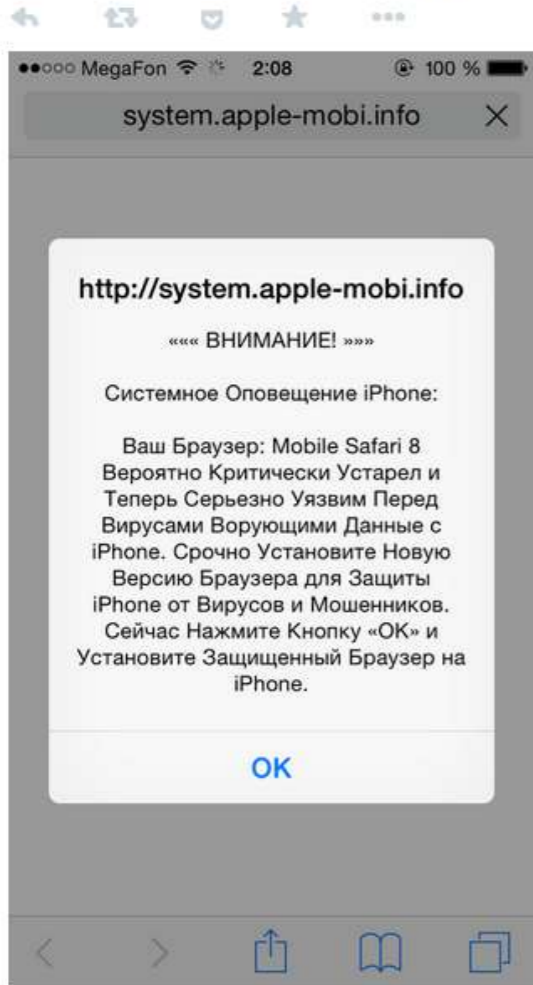 MegaFon 2:08 100 %
system.apple-mobi.info
http://system.apple-mobi.info
««« ВНИМАНИЕ! »»»
Системное Оповещение iPhone:
Ваш Браузер: Mobile Safari 8
Вероятно Критически Устарел и
Теперь Серьезно Уязвим Перед
Вирусами Ворующими Данные с
iPhone. Срочно Установите Новую
Версию Браузера для Защиты
iPhone от Вирусов и Мошенников.
Сейчас Нажмите Кнопку «ОК» и
Установите Защищенный Браузер на
iPhone.
OK